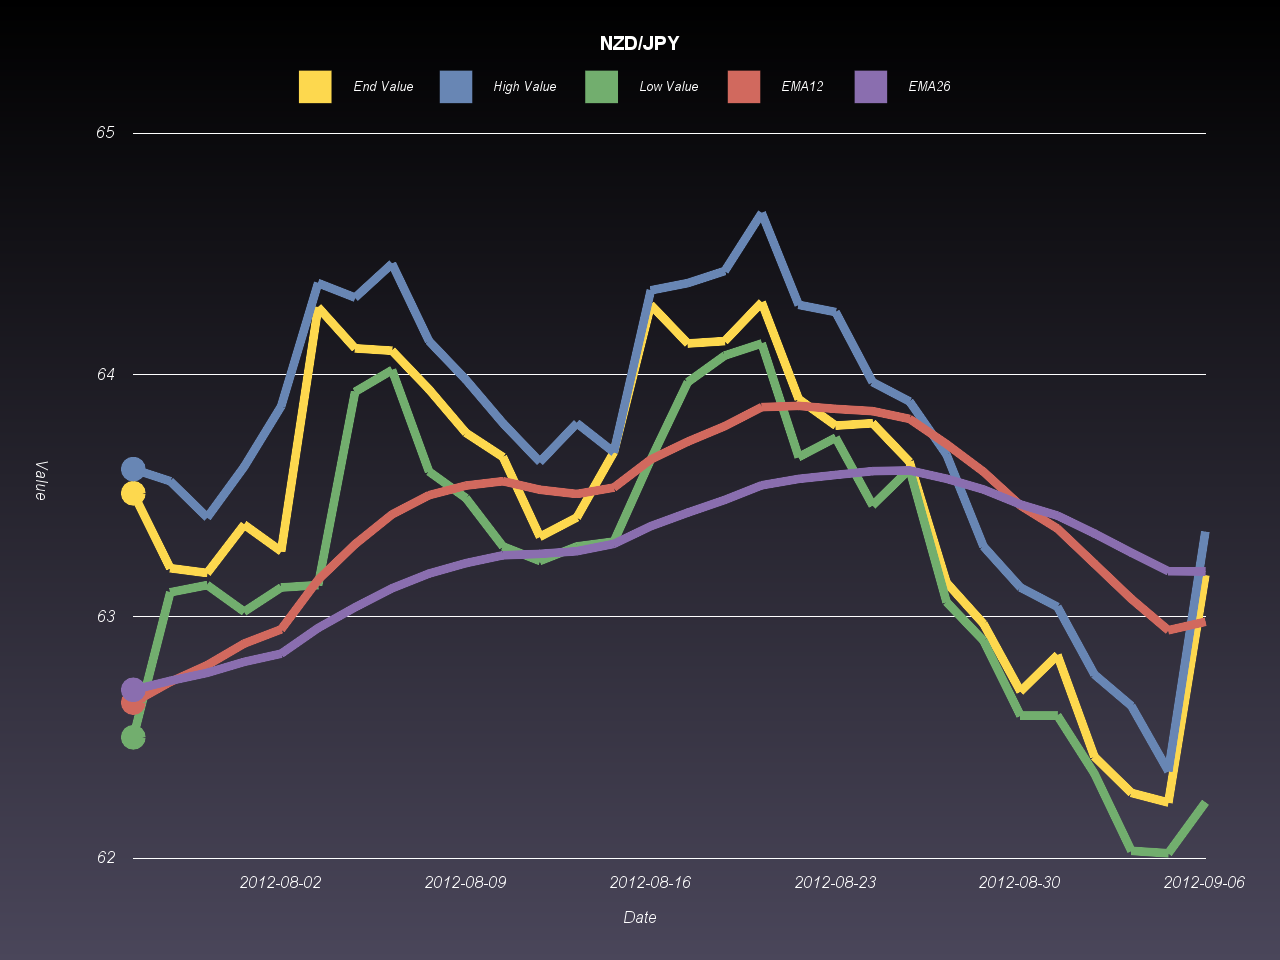 NZD/JPY
End Value High Value Low Value EMA12 EMA26
65
64
63
62
Value
2012-08-02 2012-08-09 2012-08-16 2012-08-23 2012-08-30 2012-09-06
Date